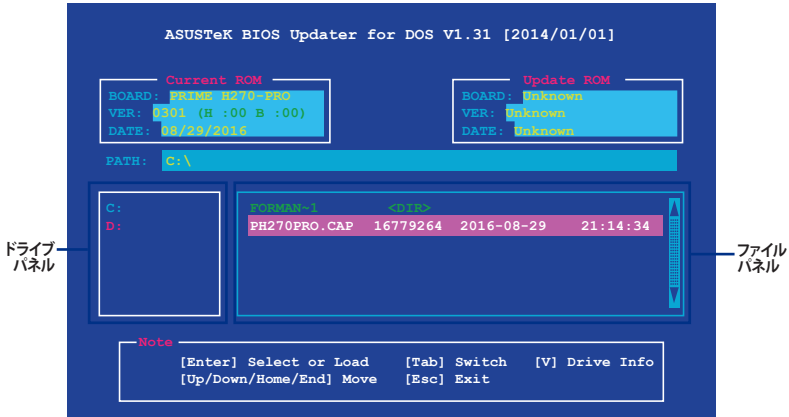 ASUSTeK BIOS Updater for DOS V1.31 [2014/01/01]
Current ROM
BOARD: PRIME H270-PRO
VER: 0301 (H :00 B :00)
DATE: 08/29/2016
Update ROM
BOARD: Unknown
VER: Unknown
DATE: Unknown
PATH: C:\
C:
D:
FORMAN~1 <DIR>
PH270PRO.CAP 16779264 2016-08-29 21:14:34
ドライブ
パネル
ファイル
パネル
Note
[Enter] Select or Load [Tab] Switch [V] Drive Info
[Up/Down/Home/End] Move [Esc] Exit